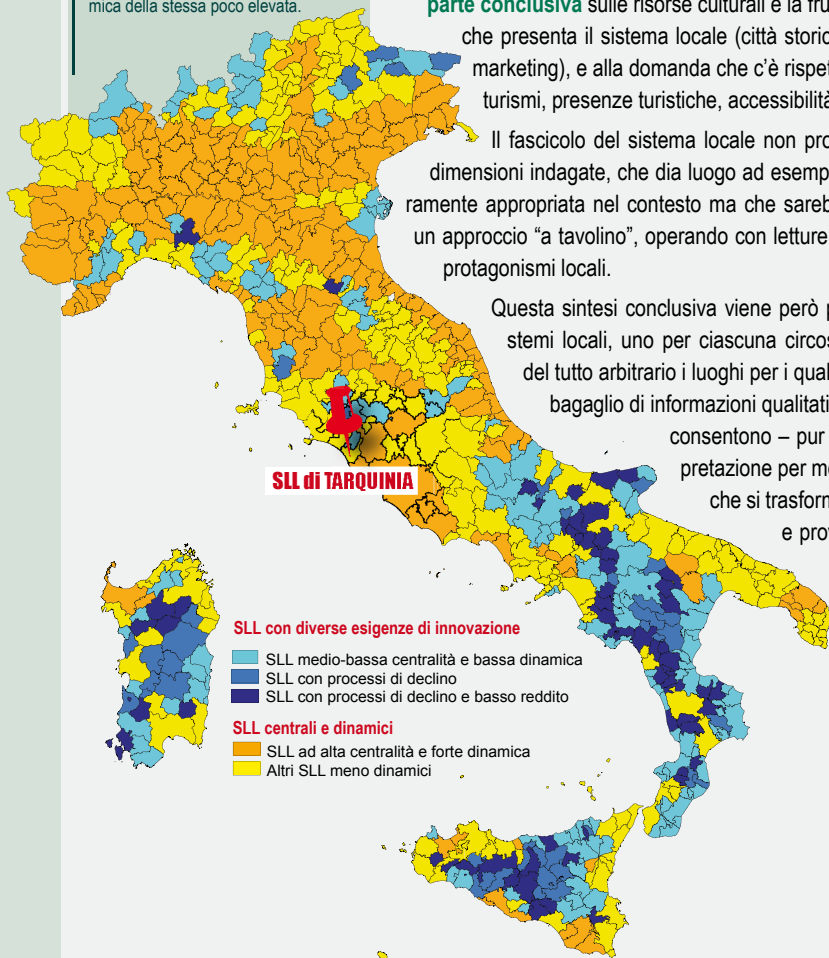 mica della stessa poco elevata.
parte conclusiva sulle risorse culturali e la fru
che presenta il sistema locale (città storic
marketing), e alla domanda che c'è rispet
turismi, presenze turistiche, accessibilità
Il fascicolo del sistema locale non pro
dimensioni indagate, che dia luogo ad esemp
ramente appropriata nel contesto ma che sareb
un approccio “a tavolino”, operando con letture
protagonismi locali.
Questa sintesi conclusiva viene però p
stemi locali, uno per ciascuna circos
del tutto arbitrario i luoghi per i qual
bagaglio di informazioni qualitati
consentono – pur
pretazione per me
che si trasform
e prov
SLL di TARQUINIA
SLL con diverse esigenze di innovazione
SLL medio-bassa centralità e bassa dinamica
SLL con processi di declino
SLL con processi di declino e basso reddito
SLL centrali e dinamici
SLL ad alta centralità e forte dinamica
Altri SLL meno dinamici